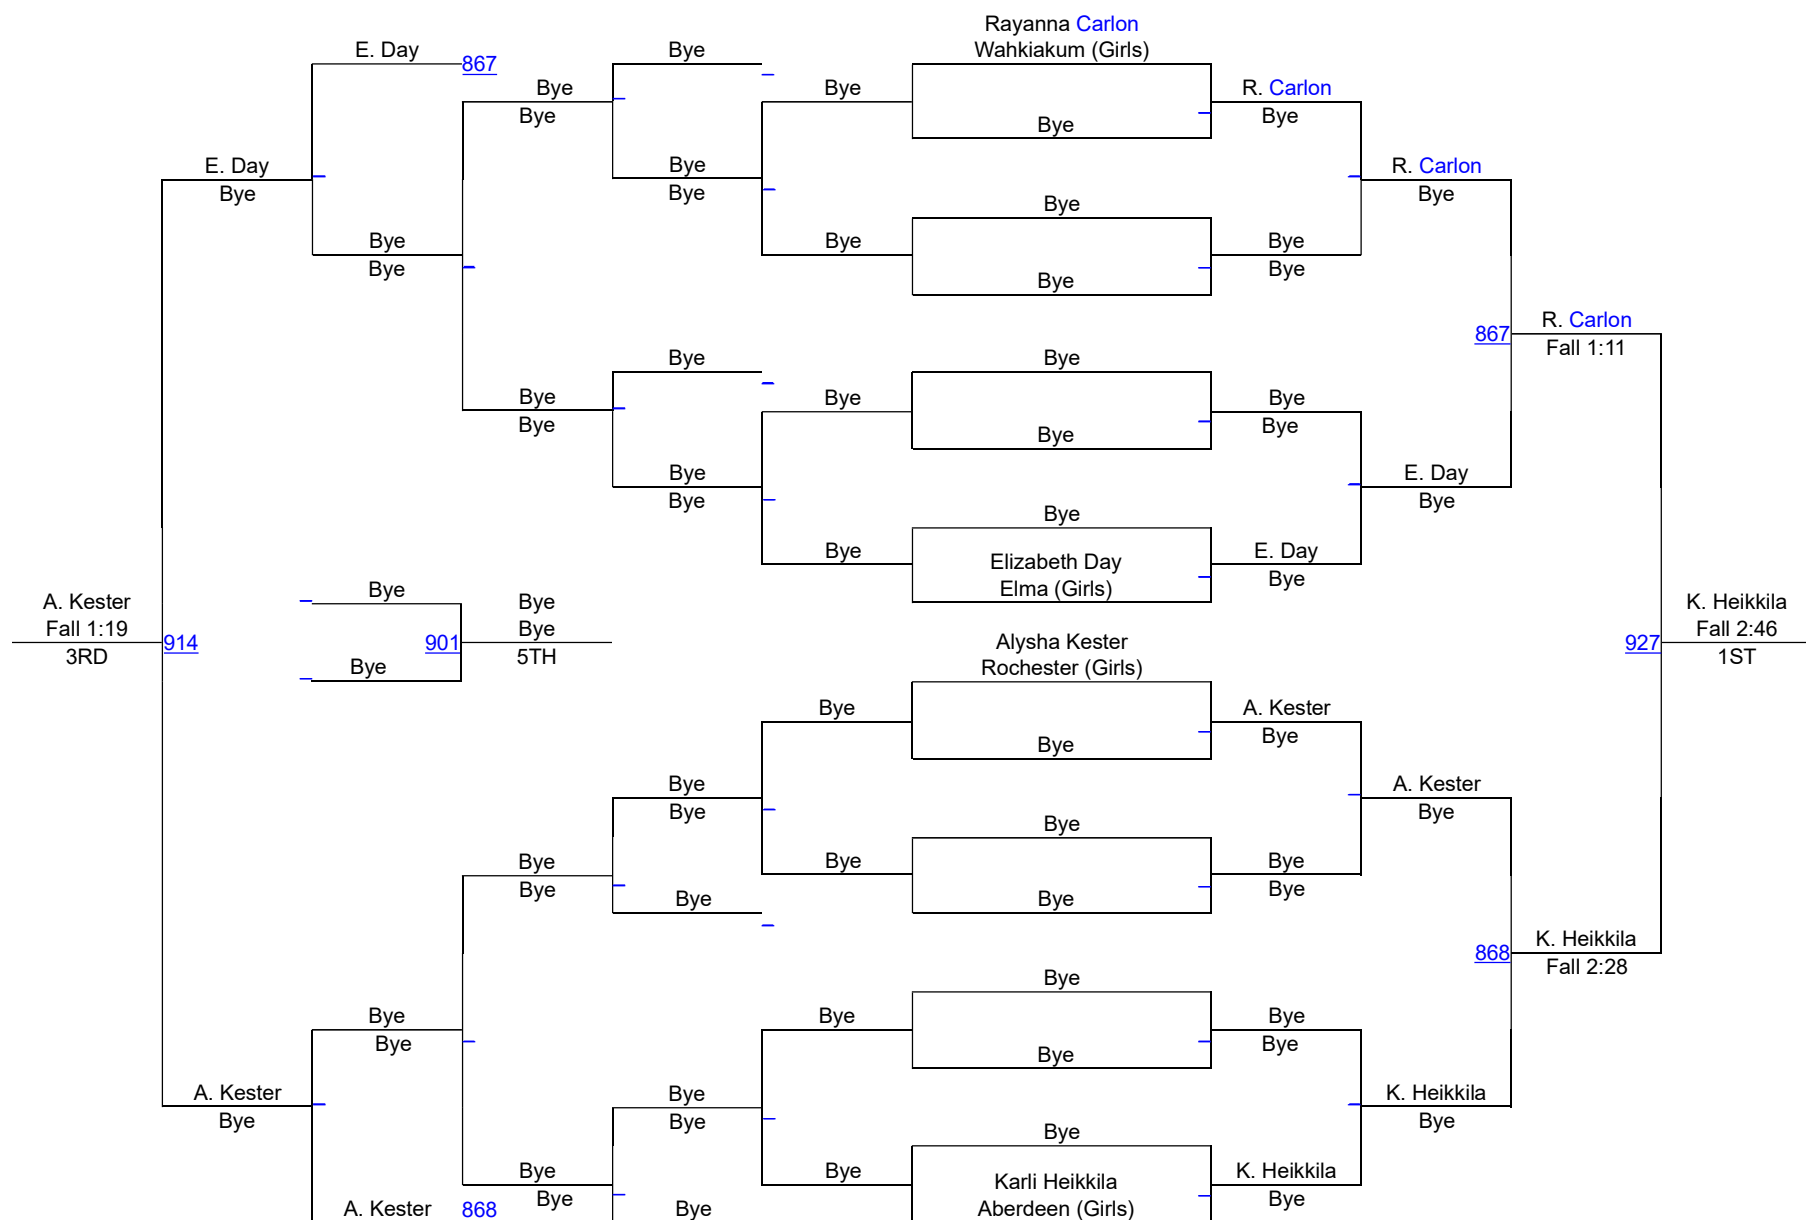 Rayanna Carlon
E. Day
Bye
Wahkiakum (Girls)
867
Bye
Bye
R. Carlon
Bye
Bye
Bye
E. Day
Bye
R. Carlon
Bye
Bye
Bye
Bye
Bye
Bye
Bye
Bye
Bye
Bye
Bye
R. Carlon
867
Fall 1:11
Bye
Bye
Bye
Bye
Bye
Bye
Bye
Bye
Bye
E. Day
Bye
Bye
Bye
Bye
E. Day
Elizabeth Day
Bye
Bye
Elma (Girls)
A. Kester
Bye
K. Heikkila
Fall 1:19
Bye
Alysha Kester
Fall 2:46
914
901
927
3RD
Bye
5TH
Rochester (Girls)
1ST
Bye
A. Kester
Bye
Bye
Bye
A. Kester
Bye
Bye
Bye
Bye
Bye
Bye
Bye
Bye
Bye
Bye
Bye
K. Heikkila
868
Fall 2:28
Bye
Bye
Bye
Bye
Bye
Bye
Bye
A. Kester
Bye
K. Heikkila
Bye
Bye
Bye
Bye
Bye
Bye
K. Heikkila
Karli Heikkila
Bye
Bye
A. Kester
868
Bye
Aberdeen (Girls)